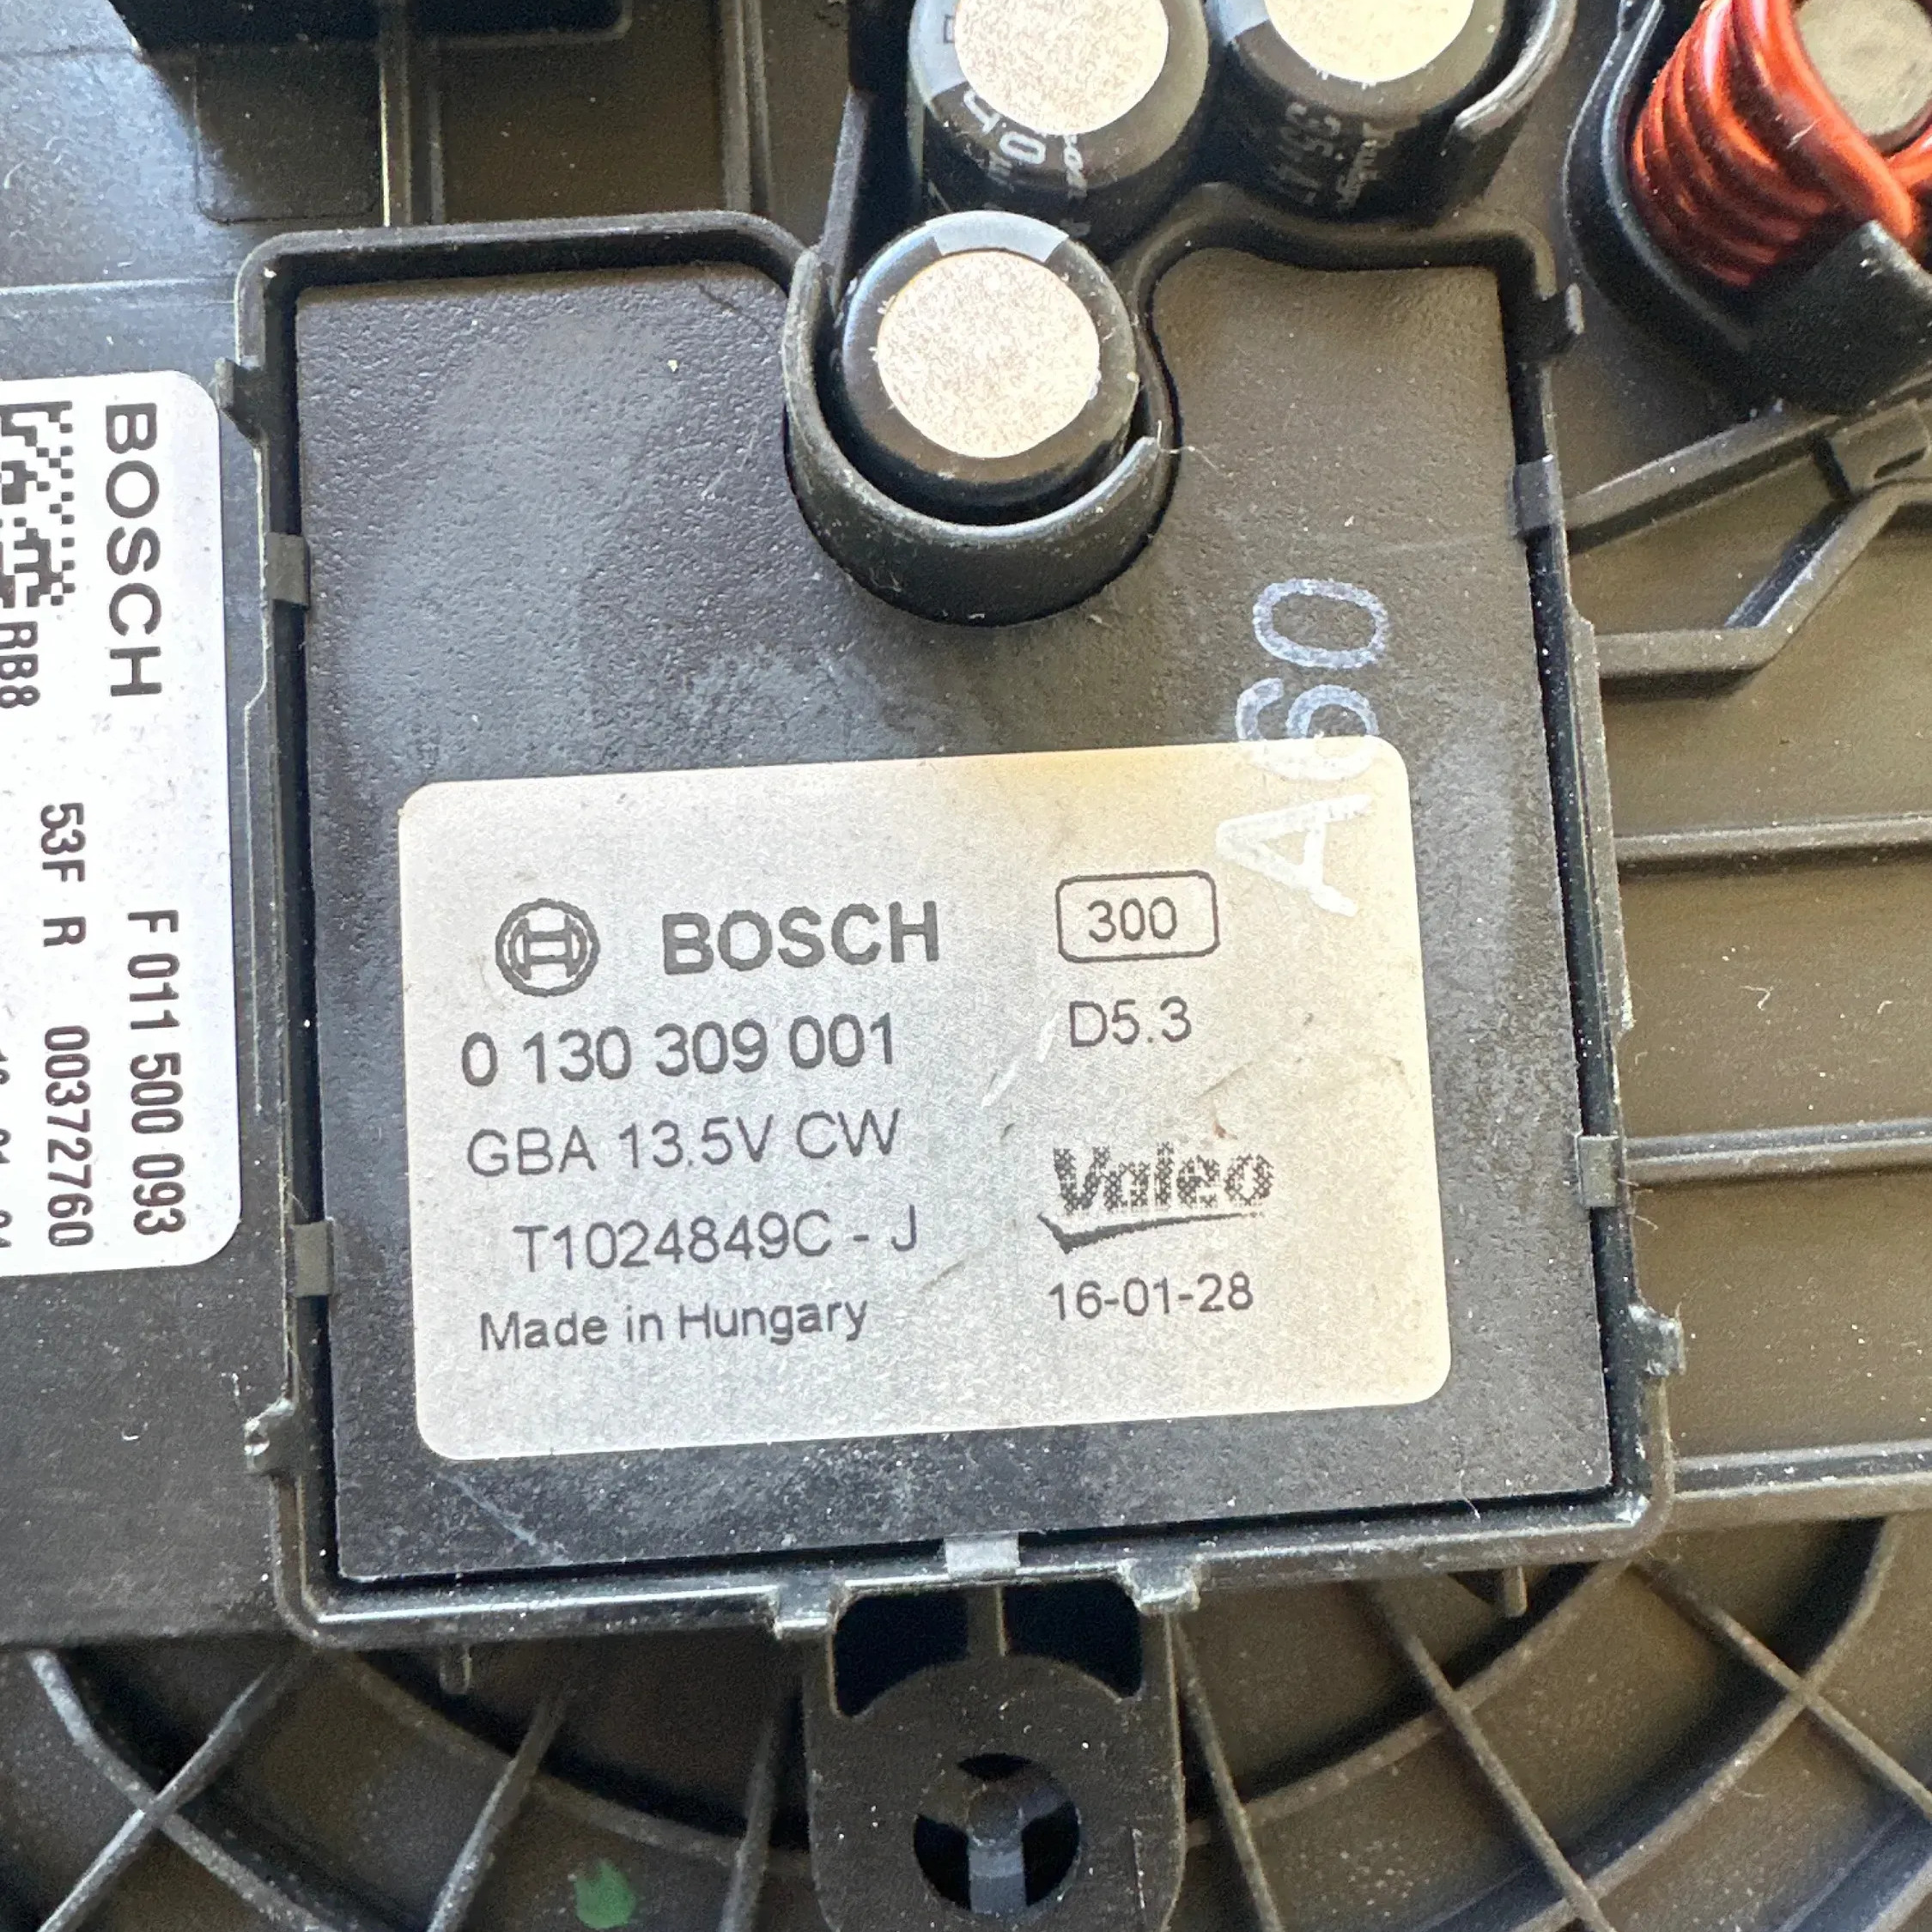 BOSCH
F 011 500 093
53F R 00372760
RB8
A60
BOSCH
300
0 130 309 001
D5.3
GBA 13.5V CW
Valeo
T1024849C - J
16-01-28
Made in Hungary